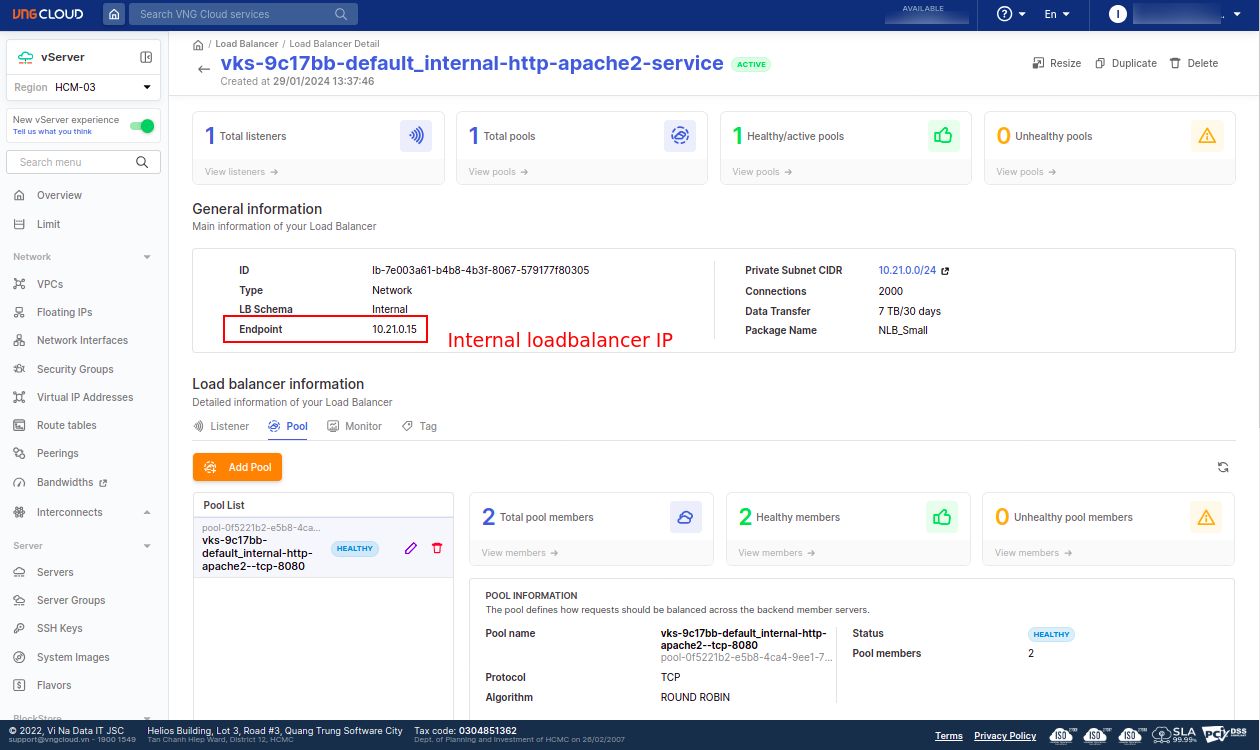 VNG CLOUD
Search VNG Cloud services
AVAILABLE
En
I
vServer
Region HCM-03
New vServer experience
Tell us what you think
Search menu
Overview
Limit
Network
VPCs
Floating IPs
Network Interfaces
Security Groups
Virtual IP Addresses
Route tables
Peerings
Bandwidths
Interconnects
Server
Servers
Server Groups
SSH Keys
System Images
Flavors
BlockStore
/ Load Balancer / Load Balancer Detail
vks-9c17bb-default_internal-http-apache2-service ACTIVE
Created at 29/01/2024 13:37:46
Resize Duplicate Delete
1 Total listeners
View listeners
1 Total pools
View pools
1 Healthy/active pools
View pools
0 Unhealthy pools
View pools
General information
Main information of your Load Balancer
ID lb-7e003a61-b4b8-4b3f-8067-579177f80305
Type Network
LB Schema Internal
Endpoint 10.21.0.15
Internal loadbalancer IP
Private Subnet CIDR 10.21.0.0/24
Connections 2000
Data Transfer 7 TB/30 days
Package Name NLB_Small
Load balancer information
Detailed information of your Load Balancer
Listener Pool Monitor Tag
Add Pool
Pool List
pool-0f5221b2-e5b8-4ca...
vks-9c17bb-
default_internal-http-
apache2--tcp-8080
HEALTHY
2 Total pool members
View members
2 Healthy members
View members
0 Unhealthy pool members
View members
POOL INFORMATION
The pool defines how requests should be balanced across the backend member servers.
Pool name vks-9c17bb-default_internal-http-
apache2--tcp-8080
pool-0f5221b2-e5b8-4ca4-9ee1-7...
Protocol TCP
Algorithm ROUND ROBIN
Status HEALTHY
Pool members 2
© 2022, Vi Na Data IT JSC
support@vngcloud.vn - 1900 1549
Helios Building, Lot 3, Road #3, Quang Trung Software City
Tan Chanh Hiep Ward, District 12, HCMC
Tax code: 0304851362
Dept. of Planning and Investment of HCMC on 26/02/2007
Terms Privacy Policy
ISO ISO ISO
SLA
99.99%
PCI DSS